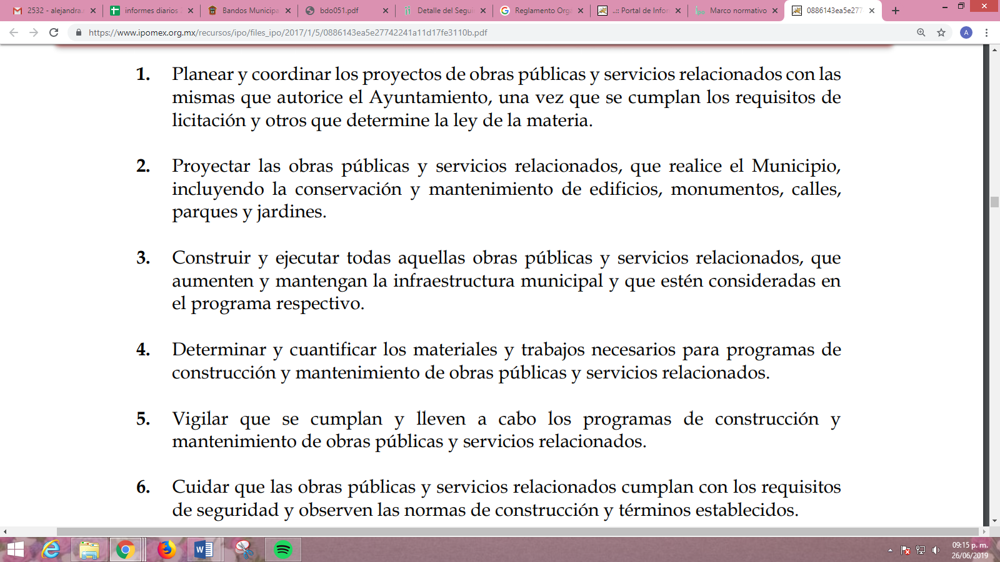 2532 - alejandra.
informes diarios
Bandos Municipa
bdo051.pdf
Detalle del Segui
Reglamento Orga
..:: Portal de Infor
Marco normativo
0886143ea5e277
https://www.ipomex.org.mx/recursos/ipo/files_ipo/2017/1/5/0886143ea5e27742241a11d17fe3110b.pdf
A
1. Planear y coordinar los proyectos de obras públicas y servicios relacionados con las
mismas que autorice el Ayuntamiento, una vez que se cumplan los requisitos de
licitación y otros que determine la ley de la materia.
2. Proyectar las obras públicas y servicios relacionados, que realice el Municipio,
incluyendo la conservación y mantenimiento de edificios, monumentos, calles,
parques y jardines.
3. Construir y ejecutar todas aquellas obras públicas y servicios relacionados, que
aumenten y mantengan la infraestructura municipal y que estén consideradas en
el programa respectivo.
4. Determinar y cuantificar los materiales y trabajos necesarios para programas de
construcción y mantenimiento de obras públicas y servicios relacionados.
5. Vigilar que se cumplan y lleven a cabo los programas de construcción y
mantenimiento de obras públicas y servicios relacionados.
6. Cuidar que las obras públicas y servicios relacionados cumplan con los requisitos
de seguridad y observen las normas de construcción y términos establecidos.
09:15 p. m.
26/06/2019